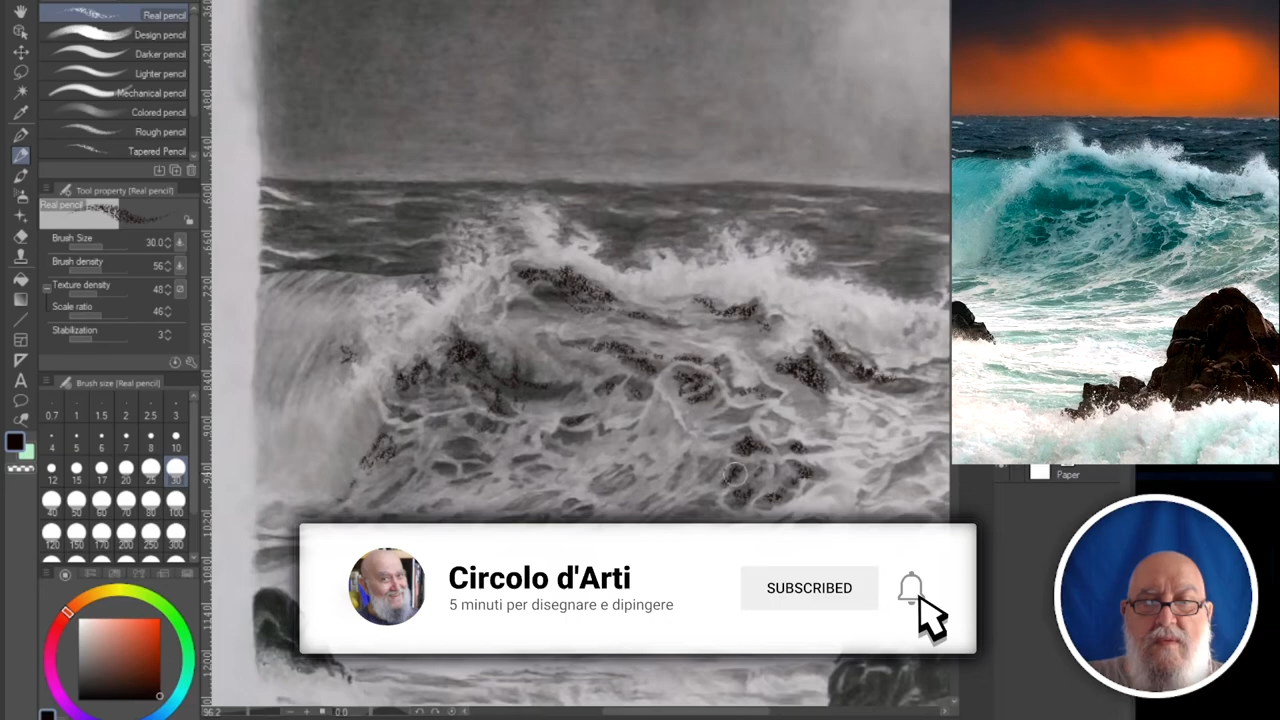 Real pencil
Design pencil
Darker pencil
Lighter pencil
Mechanical pencil
Colored pencil
Rough pencil
Tapered Pencil
Tool property [Real pencil]
Real pencil
Brush Size 30.0
Brush density 56
Texture density 48
Scale ratio 46
Stabilization 3
Brush size [Real pencil]
0.7 1 1.5 2 2.5 3
4 5 6 7 8 10
12 15 17 20 25 30
40 50 60 70 80 100
120 150 170 200 250 300
Paper
Circolo d'Arti
5 minuti per disegnare e dipingere
SUBSCRIBED
96.2
0.0